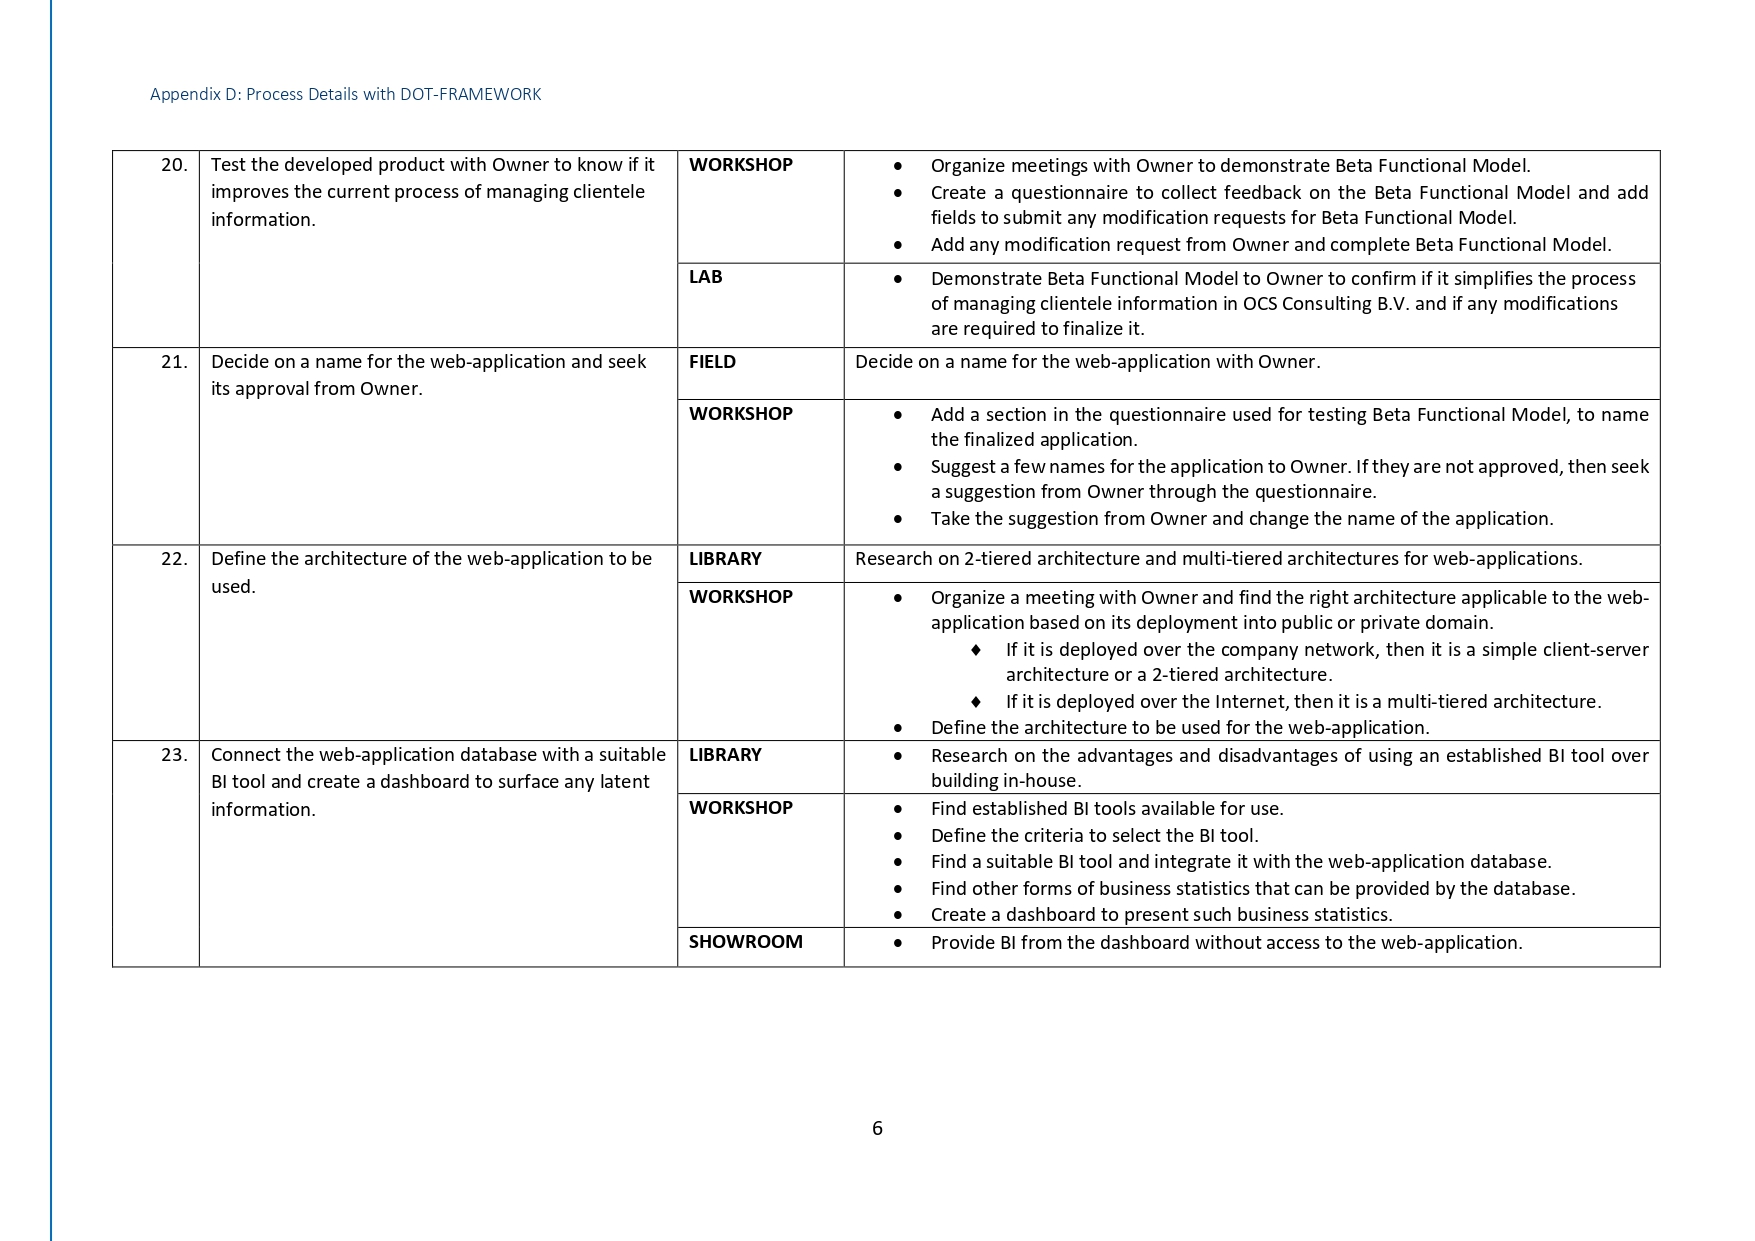 Appendix D: Process Details with DOT-FRAMEWORK
20. Test the developed product with Owner to know if it
improves the current process of managing clientele
information.
WORKSHOP
• Organize meetings with Owner to demonstrate Beta Functional Model.
• Create a questionnaire to collect feedback on the Beta Functional Model and add
fields to submit any modification requests for Beta Functional Model.
• Add any modification request from Owner and complete Beta Functional Model.
LAB
• Demonstrate Beta Functional Model to Owner to confirm if it simplifies the process
of managing clientele information in OCS Consulting B.V. and if any modifications
are required to finalize it.
21. Decide on a name for the web-application and seek
its approval from Owner.
FIELD
Decide on a name for the web-application with Owner.
WORKSHOP
• Add a section in the questionnaire used for testing Beta Functional Model, to name
the finalized application.
• Suggest a few names for the application to Owner. If they are not approved, then seek
a suggestion from Owner through the questionnaire.
• Take the suggestion from Owner and change the name of the application.
22. Define the architecture of the web-application to be
used.
LIBRARY
Research on 2-tiered architecture and multi-tiered architectures for web-applications.
WORKSHOP
• Organize a meeting with Owner and find the right architecture applicable to the web-
application based on its deployment into public or private domain.
♦ If it is deployed over the company network, then it is a simple client-server
architecture or a 2-tiered architecture.
♦ If it is deployed over the Internet, then it is a multi-tiered architecture.
• Define the architecture to be used for the web-application.
23. Connect the web-application database with a suitable
BI tool and create a dashboard to surface any latent
information.
LIBRARY
• Research on the advantages and disadvantages of using an established BI tool over
building in-house.
WORKSHOP
• Find established BI tools available for use.
• Define the criteria to select the BI tool.
• Find a suitable BI tool and integrate it with the web-application database.
• Find other forms of business statistics that can be provided by the database.
• Create a dashboard to present such business statistics.
SHOWROOM
• Provide BI from the dashboard without access to the web-application.
6